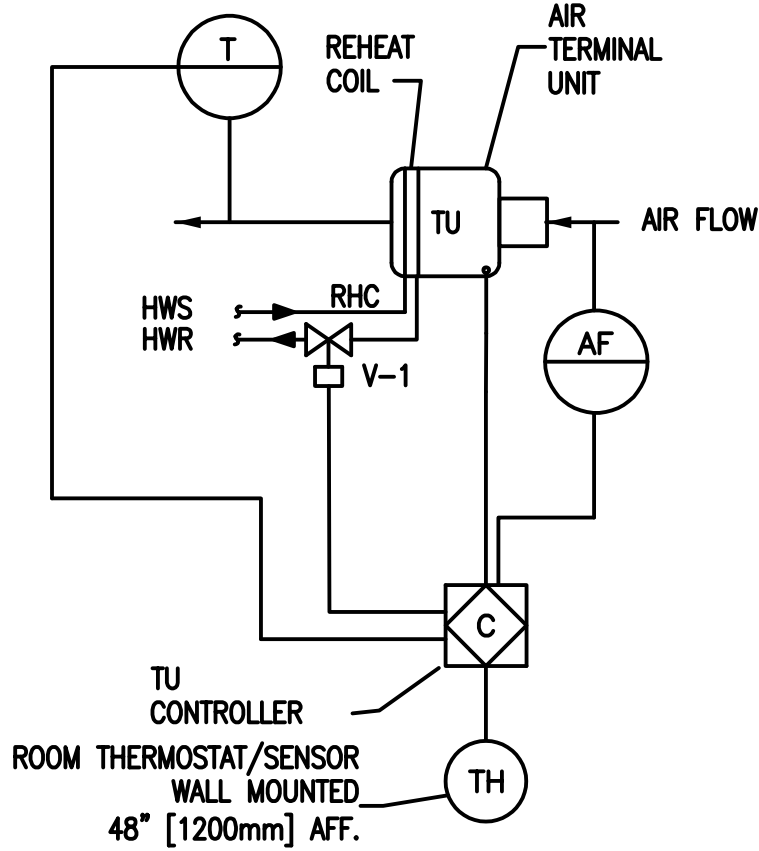 AIR
TERMINAL
UNIT
REHEAT
COIL
T
TU
AIR FLOW
HWS
RHC
HWR
V-1
AF
C
TU
CONTROLLER
ROOM THERMOSTAT/SENSOR
WALL MOUNTED
48" [1200mm] AFF.
TH